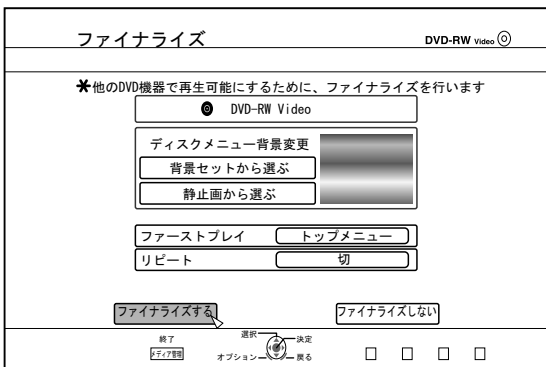 ファイナライズ
DVD-RW Video
*他のDVD機器で再生可能にするために、ファイナライズを行います
DVD-RW Video
ディスクメニュー背景変更
背景セットから選ぶ
静止画から選ぶ
ファーストプレイ トップメニュー
リピート 切
ファイナライズする ファイナライズしない
終了 選択 決定
メディア管理 オプション 戻る